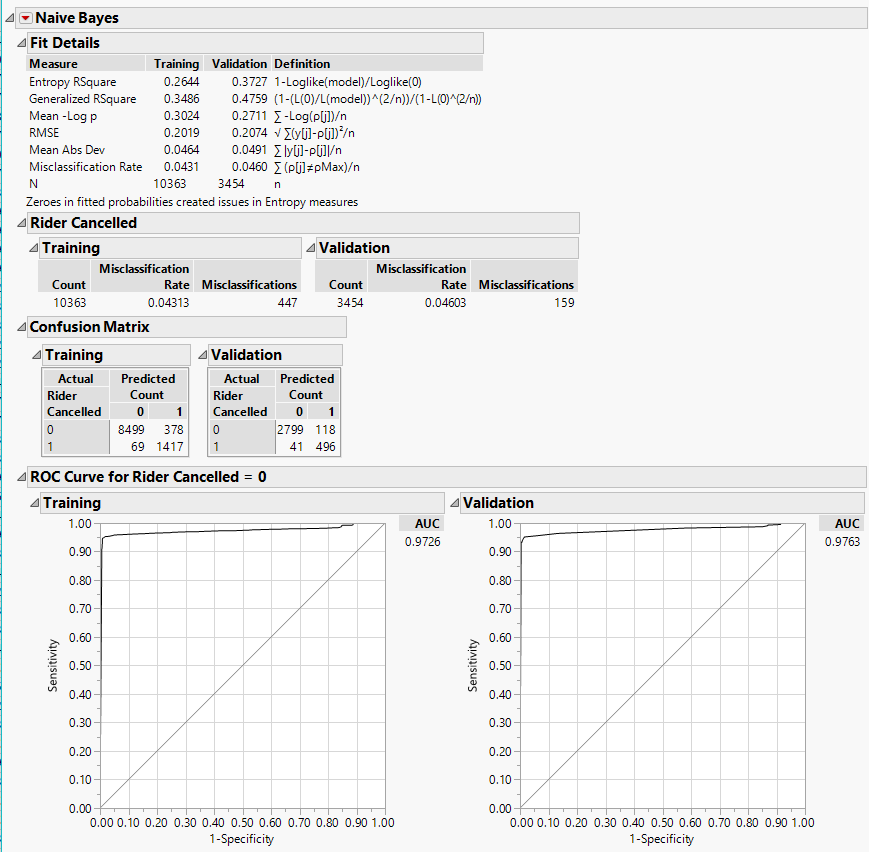 Naive Bayes
Fit Details
Measure Training Validation Definition
Entropy RSquare 0.2644 0.3727 1-Loglike(model)/Loglike(0)
Generalized RSquare 0.3486 0.4759 (1-(L(0)/L(model))^(2/n))/(1-L(0)^(2/n))
Mean -Log p 0.3024 0.2711 ∑ -Log(ρ[j])/n
RMSE 0.2019 0.2074 √ ∑(y[j]-ρ[j])²/n
Mean Abs Dev 0.0464 0.0491 ∑ |y[j]-ρ[j]|/n
Misclassification Rate 0.0431 0.0460 ∑ (ρ[j]≠ρMax)/n
N 10363 3454 n
Zeroes in fitted probabilities created issues in Entropy measures
Rider Cancelled
Training Validation
Misclassification Misclassification
Count Rate Misclassifications Count Rate Misclassifications
10363 0.04313 447 3454 0.04603 159
Confusion Matrix
Training Validation
Actual Predicted Actual Predicted
Rider Count Rider Count
Cancelled 0 1 Cancelled 0 1
0 8499 378 0 2799 118
1 69 1417 1 41 496
ROC Curve for Rider Cancelled = 0
Training Validation
1.00 AUC 1.00 AUC
0.9726 0.9763
0.90 0.90
0.80 0.80
0.70 0.70
0.60 0.60
Sensitivity Sensitivity
0.50 0.50
0.40 0.40
0.30 0.30
0.20 0.20
0.10 0.10
0.00 0.00
0.00 0.10 0.20 0.30 0.40 0.50 0.60 0.70 0.80 0.90 1.00 0.00 0.10 0.20 0.30 0.40 0.50 0.60 0.70 0.80 0.90 1.00
1-Specificity 1-Specificity